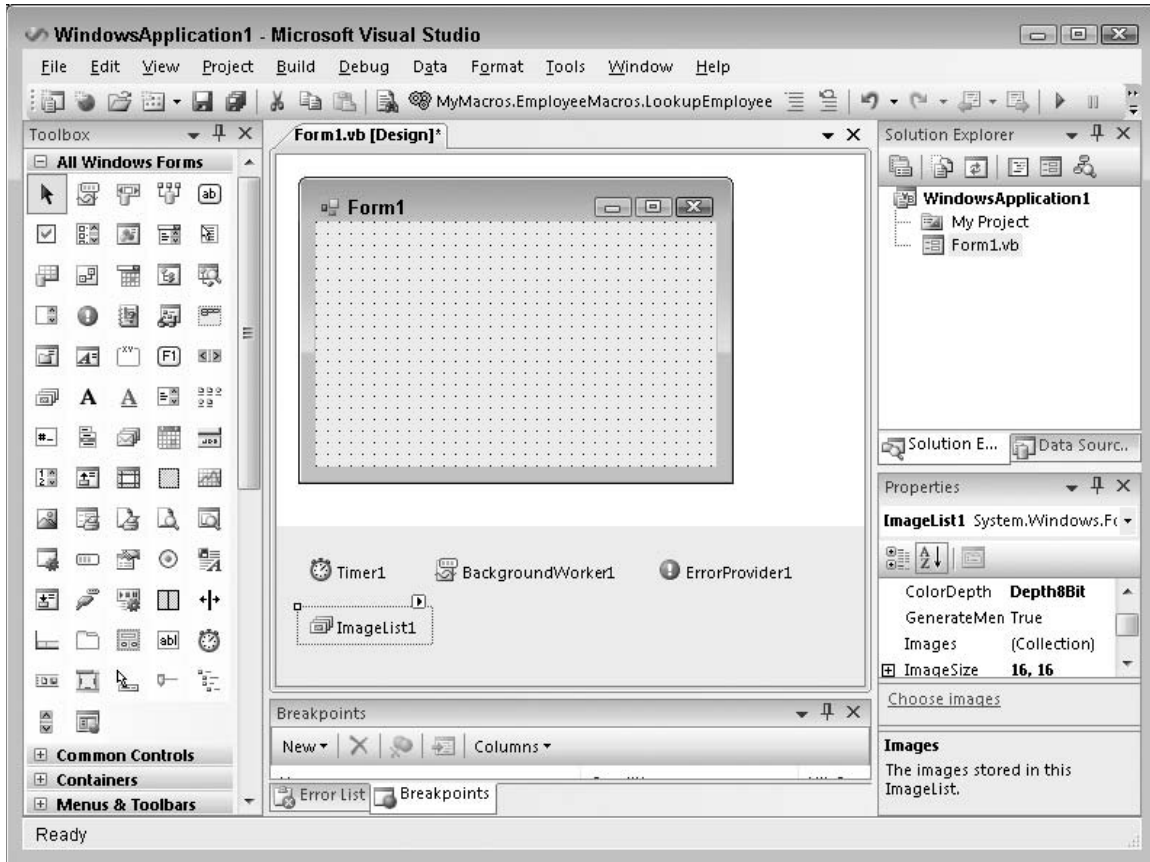 WindowsApplication1 - Microsoft Visual Studio
File Edit View Project Build Debug Data Format Tools Window Help
MyMacros.EmployeeMacros.LookupEmployee
Toolbox
All Windows Forms
Common Controls
Containers
Menus & Toolbars
Form1.vb [Design]*
Form1
Timer1
BackgroundWorker1
ErrorProvider1
ImageList1
Breakpoints
New
Columns
Error List
Breakpoints
Solution Explorer
WindowsApplication1
My Project
Form1.vb
Solution E...
Data Sourc..
Properties
ImageList1 System.Windows.Fo
ColorDepth Depth8Bit
GenerateMen True
Images (Collection)
ImageSize 16, 16
Choose images
Images
The images stored in this
ImageList.
Ready